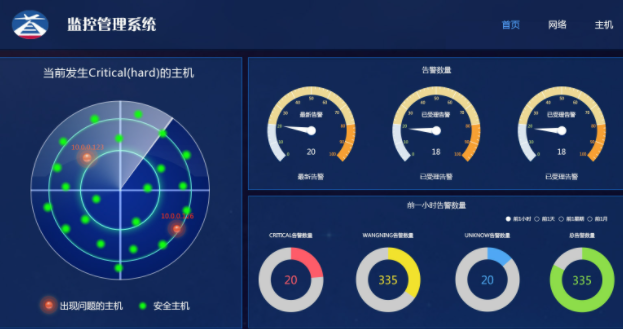 监控管理系统
首页 网络 主机
当前发生Critical(hard)的主机
10.0.0.123
出现问题的主机 安全主机
告警数量
最新告警 已受理告警 已受理告警
20 18 18
最新告警 已受理告警 已受理告警
前一小时告警数量
前1小时 前1天 前1星期 前1月
CRITICAL告警数量 WANGNING告警数量 UNKNOW告警数量 总告警数量
20 335 20 335